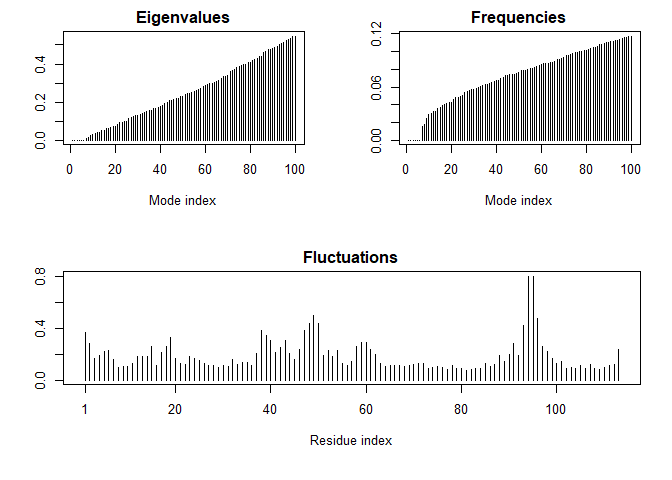 Eigenvalues
0.0 0.2 0.4
0 20 40 60 80 100
Mode index
Frequencies
0.00 0.06 0.12
0 20 40 60 80 100
Mode index
Fluctuations
0.0 0.4 0.8
1 20 40 60 80 100
Residue index